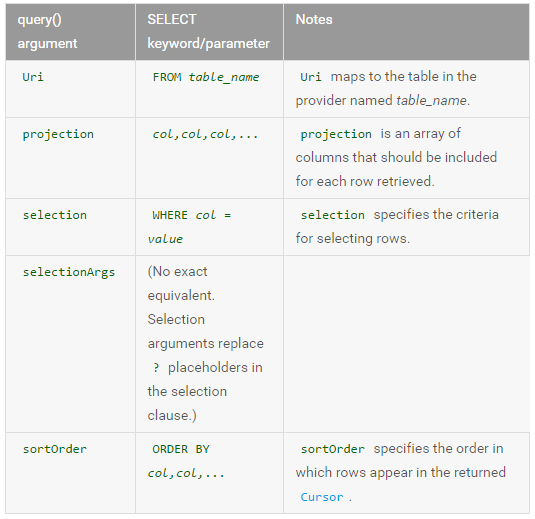 query()
argument
SELECT
keyword/parameter
Notes
Uri
FROM table_name
Uri maps to the table in the
provider named table_name.
projection
col,col,col,...
projection is an array of
columns that should be included
for each row retrieved.
selection
WHERE col =
value
selection specifies the criteria
for selecting rows.
selectionArgs
(No exact
equivalent.
Selection
arguments replace
? placeholders in
the selection
clause.)
sortOrder
ORDER BY
col,col,...
sortOrder specifies the order in
which rows appear in the returned
Cursor .